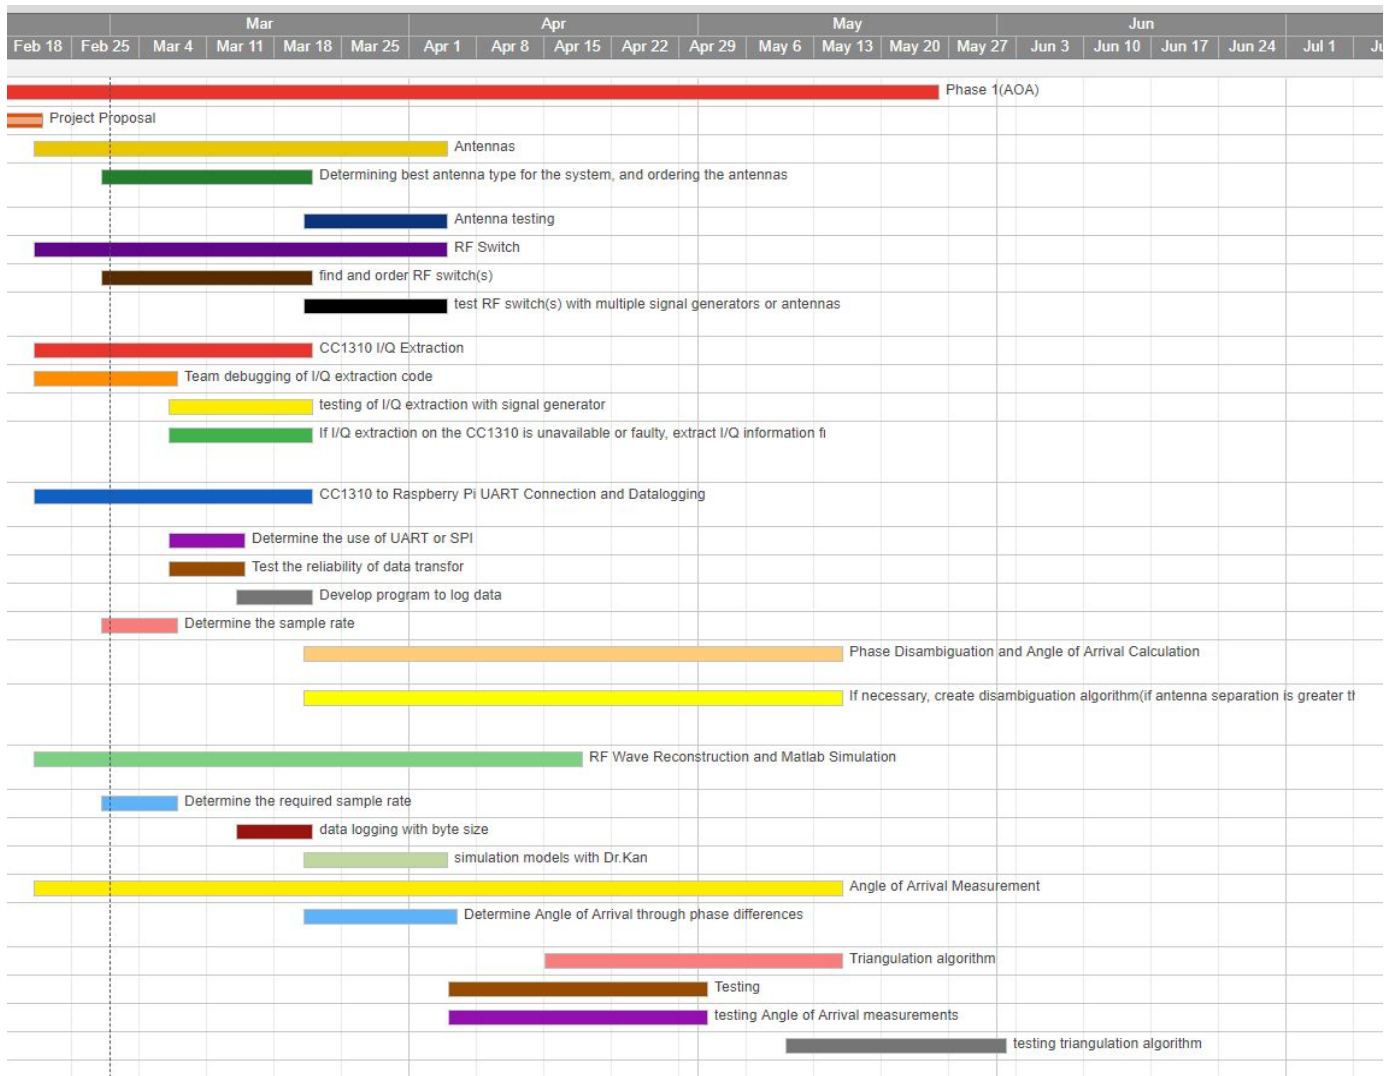 Mar Apr May Jun
Feb 18 Feb 25 Mar 4 Mar 11 Mar 18 Mar 25 Apr 1 Apr 8 Apr 15 Apr 22 Apr 29 May 6 May 13 May 20 May 27 Jun 3 Jun 10 Jun 17 Jun 24 Jul 1
Phase 1(AOA)
Project Proposal
Antennas
Determining best antenna type for the system, and ordering the antennas
Antenna testing
RF Switch
find and order RF switch(s)
test RF switch(s) with multiple signal generators or antennas
CC1310 I/Q Extraction
Team debugging of I/Q extraction code
testing of I/Q extraction with signal generator
If I/Q extraction on the CC1310 is unavailable or faulty, extract I/Q information
CC1310 to Raspberry Pi UART Connection and Datalogging
Determine the use of UART or SPI
Test the reliability of data transfor
Develop program to log data
Determine the sample rate
Phase Disambiguation and Angle of Arrival Calculation
If necessary, create disambiguation algorithm(if antenna separation is greater
RF Wave Reconstruction and Matlab Simulation
Determine the required sample rate
data logging with byte size
simulation models with Dr.Kan
Angle of Arrival Measurement
Determine Angle of Arrival through phase differences
Triangulation algorithm
Testing
testing Angle of Arrival measurements
testing triangulation algorithm